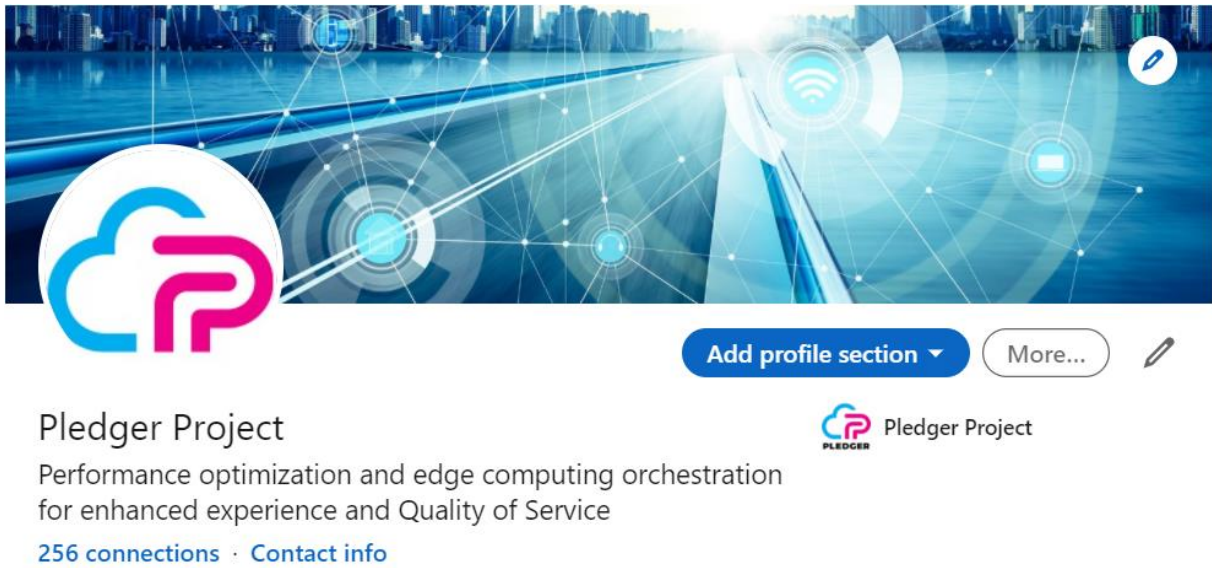 Add profile section
More...
Pledger Project
Performance optimization and edge computing orchestration
for enhanced experience and Quality of Service
256 connections · Contact info
PLEDGER
Pledger Project